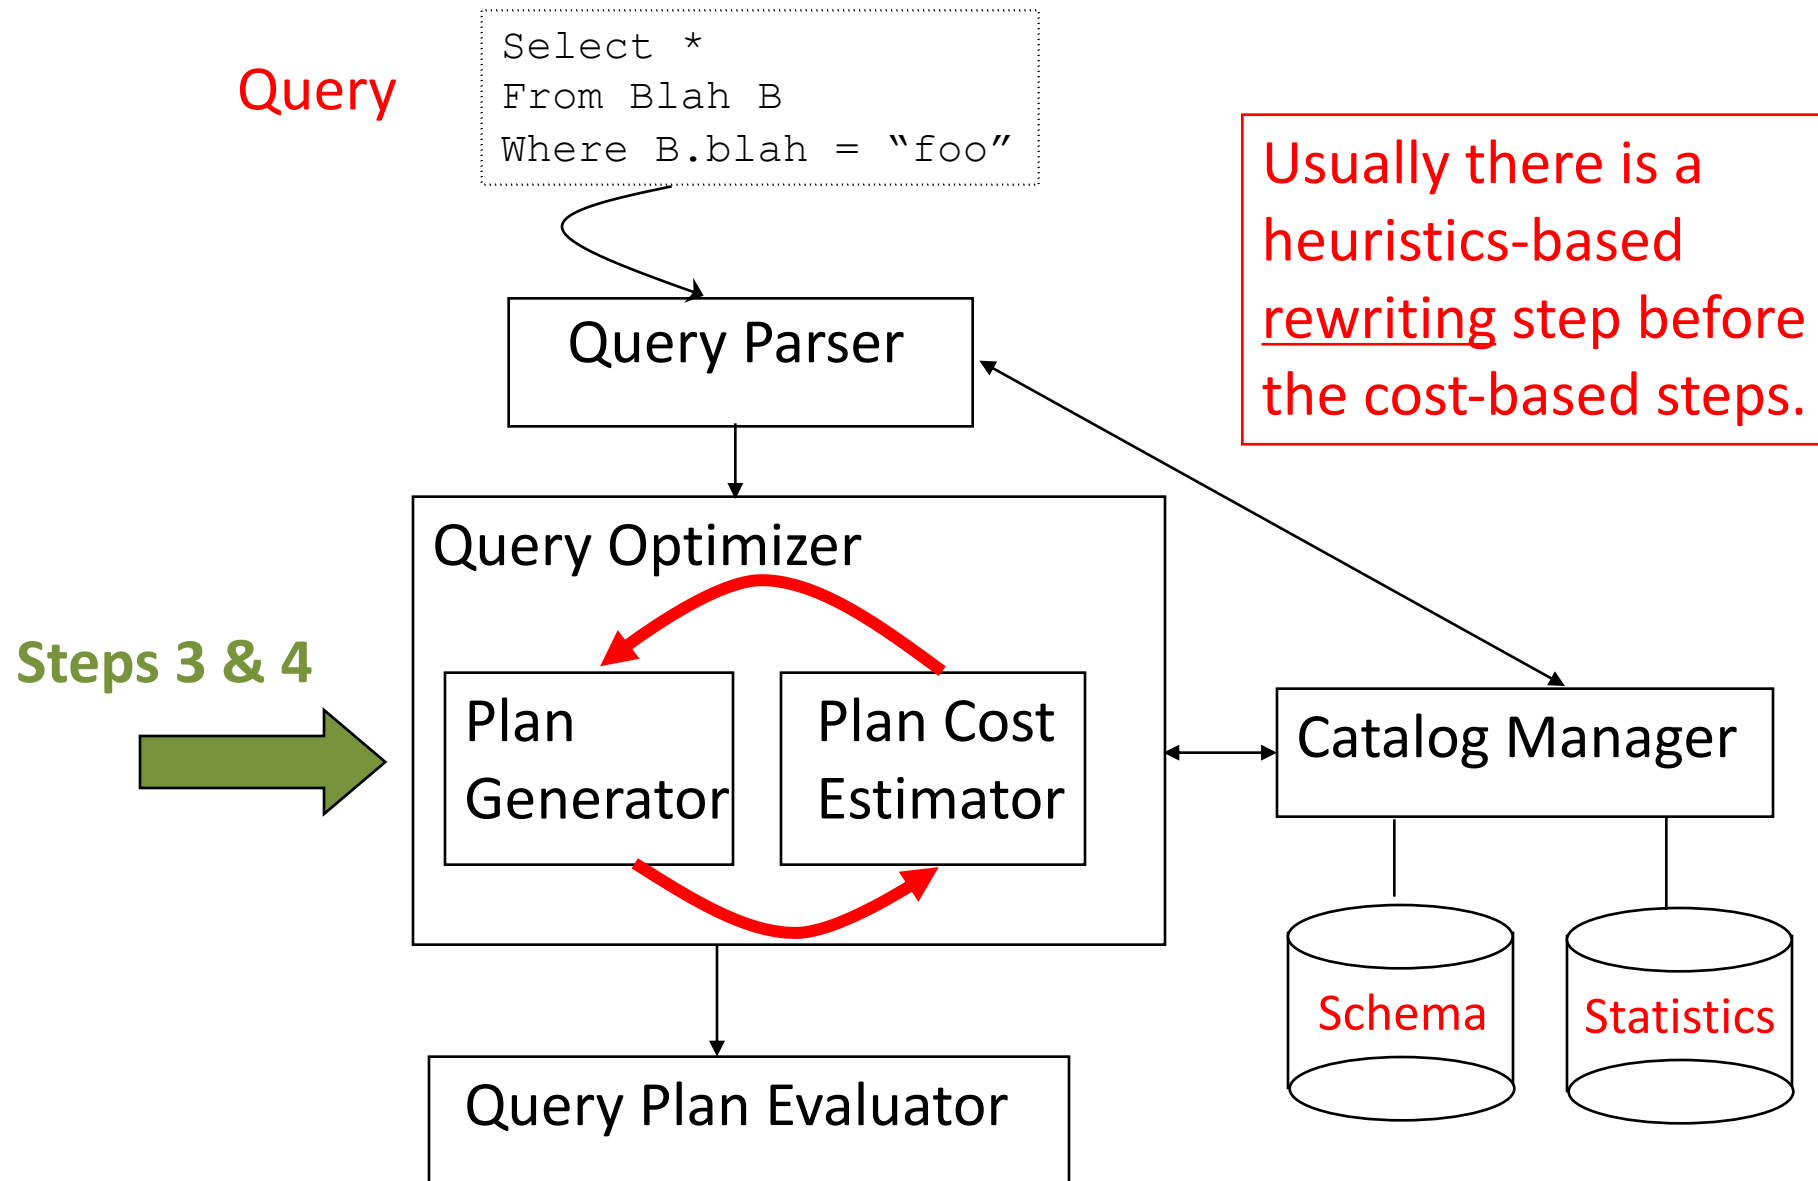 Query
Select *
From Blah B
Where B.blah = “foo”
Usually there is a
heuristics-based
rewriting step before
the cost-based steps.
Query Parser
Query Optimizer
Steps 3 & 4
Plan
Generator
Plan Cost
Estimator
Catalog Manager
Schema
Statistics
Query Plan Evaluator